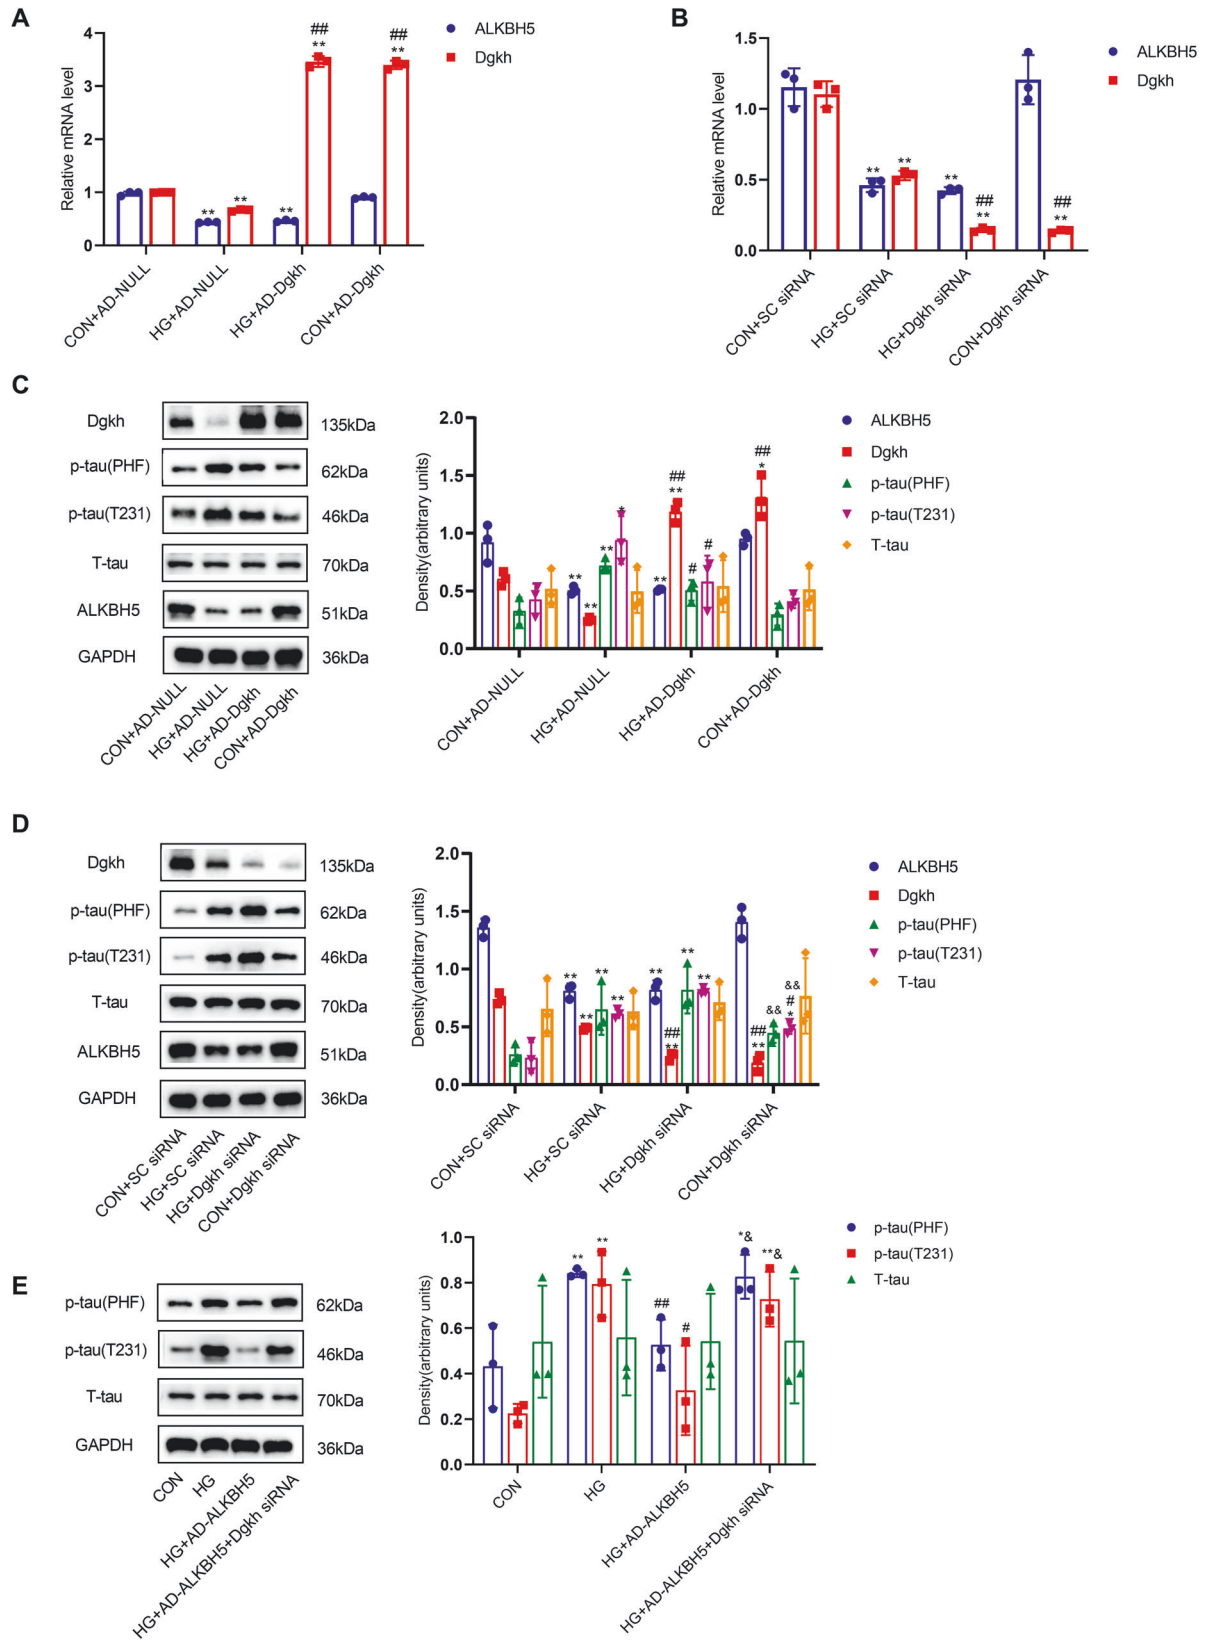 A
Relative mRNA level
4
3
2
1
0
** ** ** ## ** ## **
CON+AD-NULL
HG+AD-NULL
HG+AD-Dgkh
CON+AD-Dgkh
ALKBH5
Dgkh
B
Relative mRNA level
1.5
1.0
0.5
0.0
** ** ** ## ** ## **
CON+SC siRNA
HG+SC siRNA
HG+Dgkh siRNA
CON+Dgkh siRNA
ALKBH5
Dgkh
C
Dgkh 135kDa
p-tau(PHF) 62kDa
p-tau(T231) 46kDa
T-tau 70kDa
ALKBH5 51kDa
GAPDH 36kDa
CON+AD-NULL
HG+AD-NULL
HG+AD-Dgkh
CON+AD-Dgkh
Density(arbitrary units)
2.0
1.5
1.0
0.5
0.0
** ** ** * ** ## ** # # ## *
CON+AD-NULL
HG+AD-NULL
HG+AD-Dgkh
CON+AD-Dgkh
ALKBH5
Dgkh
p-tau(PHF)
p-tau(T231)
T-tau
D
Dgkh 135kDa
p-tau(PHF) 62kDa
p-tau(T231) 46kDa
T-tau 70kDa
ALKBH5 51kDa
GAPDH 36kDa
CON+SC siRNA
HG+SC siRNA
HG+Dgkh siRNA
CON+Dgkh siRNA
Density(arbitrary units)
2.0
1.5
1.0
0.5
0.0
** ** ** ** ** ## ** ** ** ## ** && && # *
CON+SC siRNA
HG+SC siRNA
HG+Dgkh siRNA
CON+Dgkh siRNA
ALKBH5
Dgkh
p-tau(PHF)
p-tau(T231)
T-tau
E
p-tau(PHF) 62kDa
p-tau(T231) 46kDa
T-tau 70kDa
GAPDH 36kDa
CON
HG
HG+AD-ALKBH5
HG+AD-ALKBH5+Dgkh siRNA
Density(arbitrary units)
1.0
0.8
0.6
0.4
0.2
0.0
** ** ## # *& **&
CON
HG
HG+AD-ALKBH5
HG+AD-ALKBH5+Dgkh siRNA
p-tau(PHF)
p-tau(T231)
T-tau